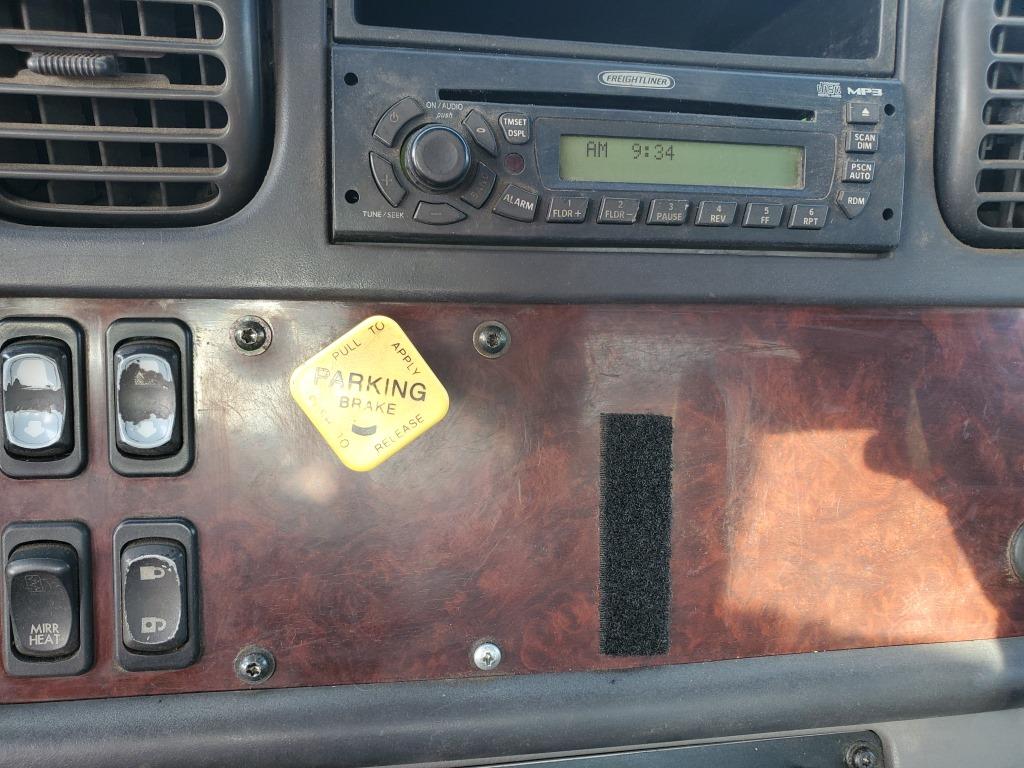 FREIGHTLINER
MP3
ON / AUDIO
push
TMSET
DSPL
SCAN
DIM
AM 9:34
PSCN
AUTO
RDM
TUNE / SEEK
ALARM
1
FLDR +
2
FLDR -
3
PAUSE
4
REV
5
FF
6
RPT
PULL TO APPLY
PARKING
BRAKE
TO RELEASE
MIRR
HEAT